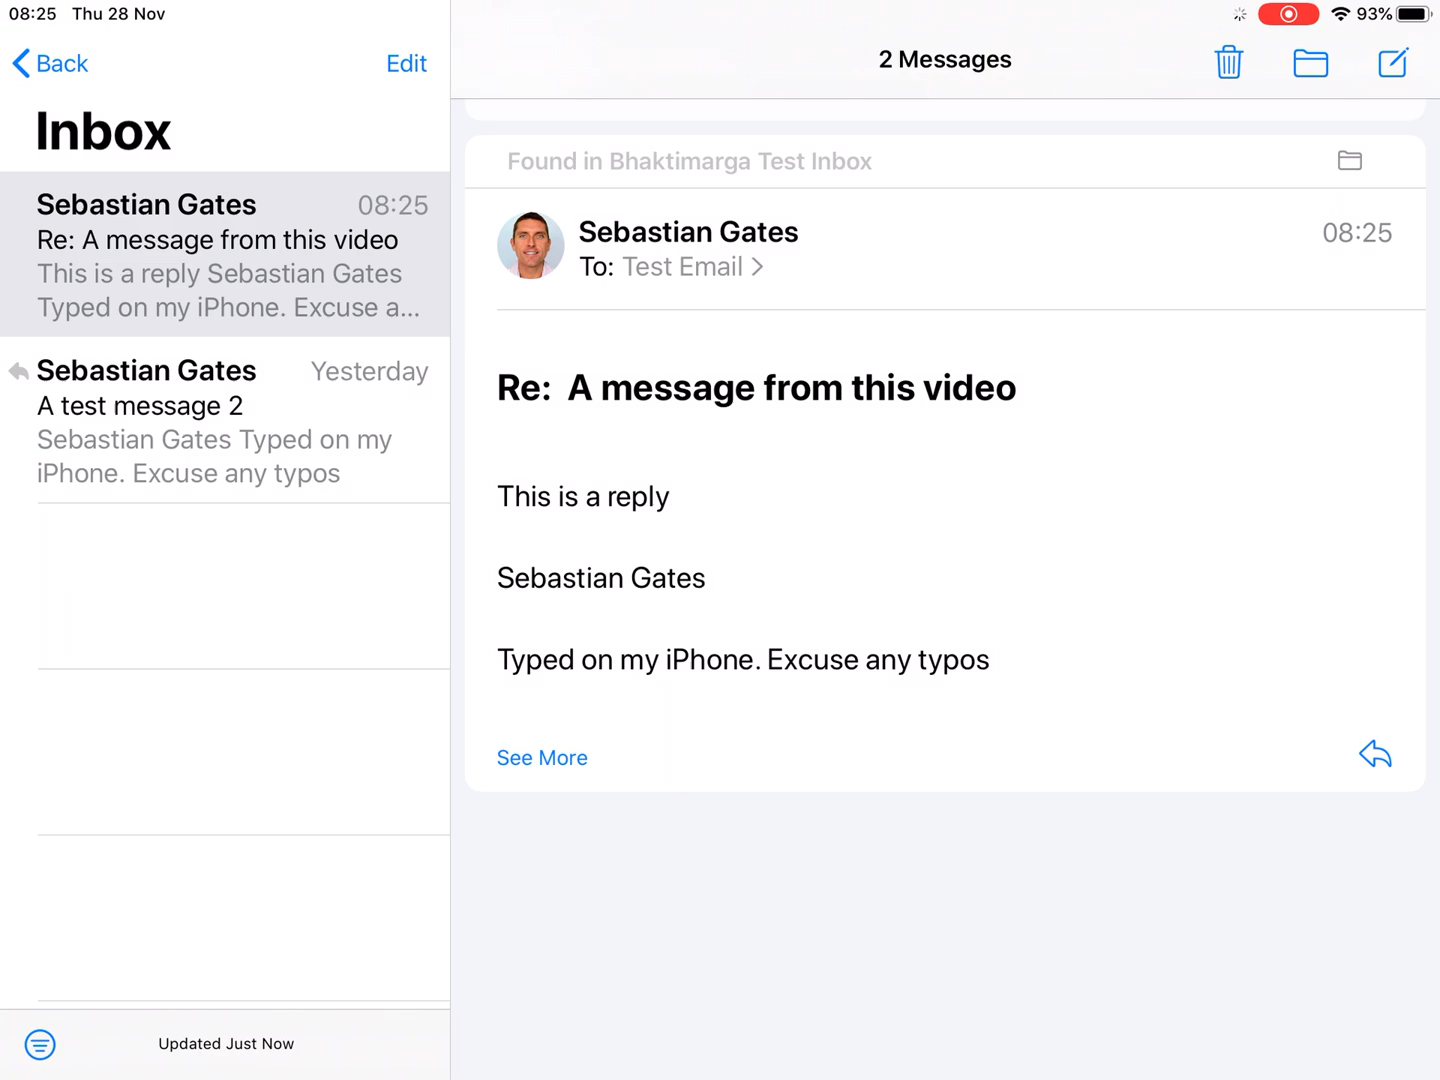 08:25 Thu 28 Nov
93%
Back
Edit
Inbox
Sebastian Gates 08:25
Re: A message from this video
This is a reply Sebastian Gates
Typed on my iPhone. Excuse a...
Sebastian Gates Yesterday
A test message 2
Sebastian Gates Typed on my
iPhone. Excuse any typos
Updated Just Now
2 Messages
Found in Bhaktimarga Test Inbox
Sebastian Gates 08:25
To: Test Email
Re: A message from this video
This is a reply
Sebastian Gates
Typed on my iPhone. Excuse any typos
See More